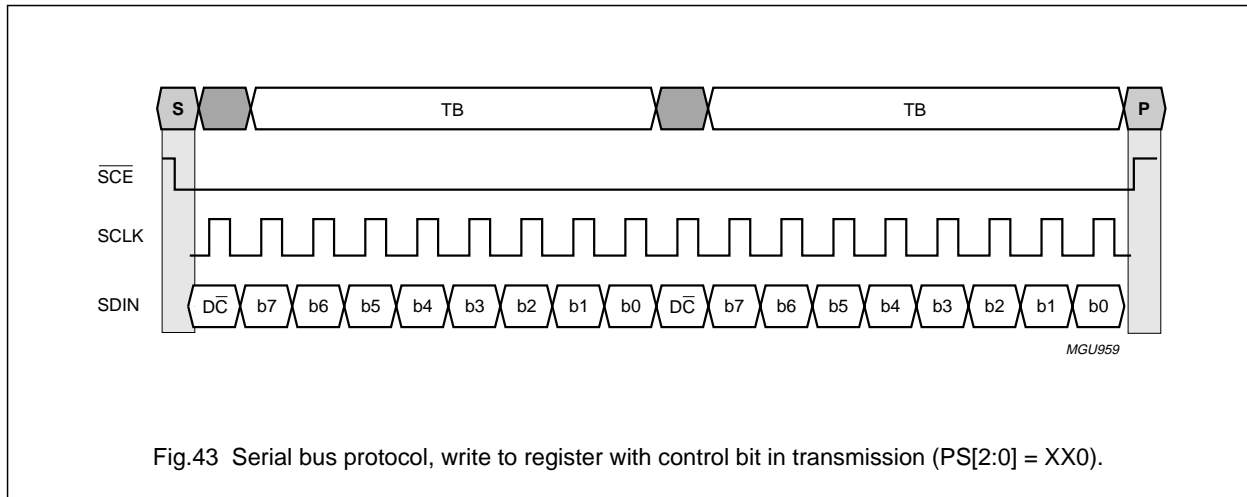 S TB TB P
SCE
SCLK
SDIN DC b7 b6 b5 b4 b3 b2 b1 b0 DC b7 b6 b5 b4 b3 b2 b1 b0
MGU959
Fig.43 Serial bus protocol, write to register with control bit in transmission (PS[2:0] = XX0).